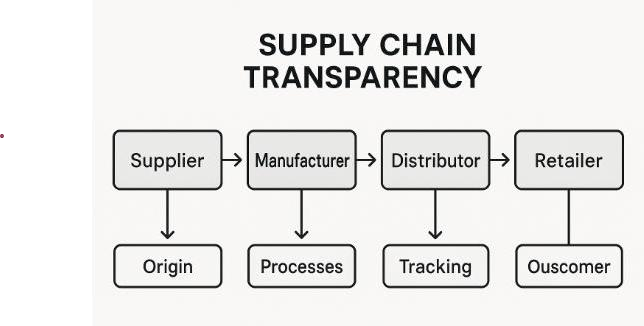 SUPPLY CHAIN
TRANSPARENCY
Supplier
Manufacturer
Distributor
Retailer
Origin
Processes
Tracking
Ouscomer